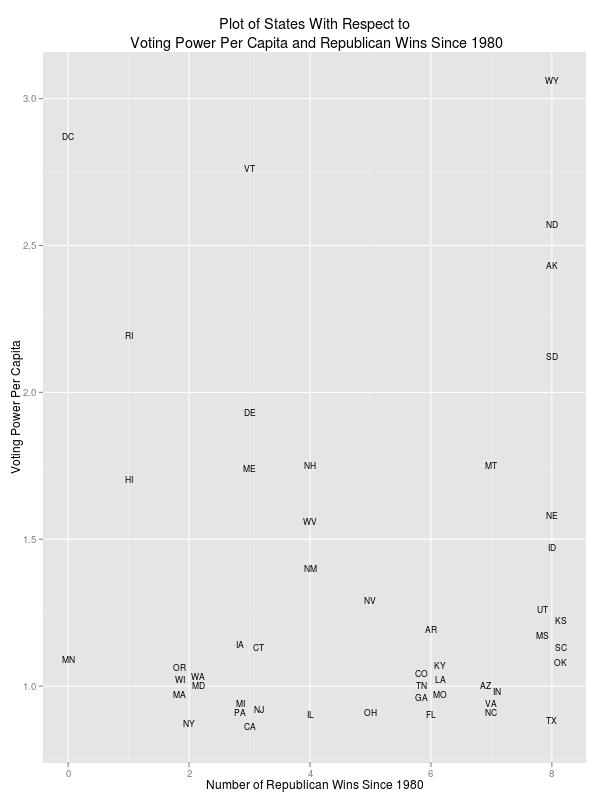 Plot of States With Respect to
Voting Power Per Capita and Republican Wins Since 1980
WY
3.0
DC
VT
ND
2.5
AK
RI
SD
2.0
DE
NH
MT
ME
HI
NE
WV
1.5
ID
NM
NV
UT
KS
AR
MS
IA
CT
SC
MN
OK
OR
KY
CO
WA
WI
LA
1.0
MD
TN
AZ
IN
MA
MO
GA
MI
VA
NJ
PA
OH
NC
IL
FL
NY
TX
CA
0
2
4
6
8
Number of Republican Wins Since 1980
Voting Power Per Capita